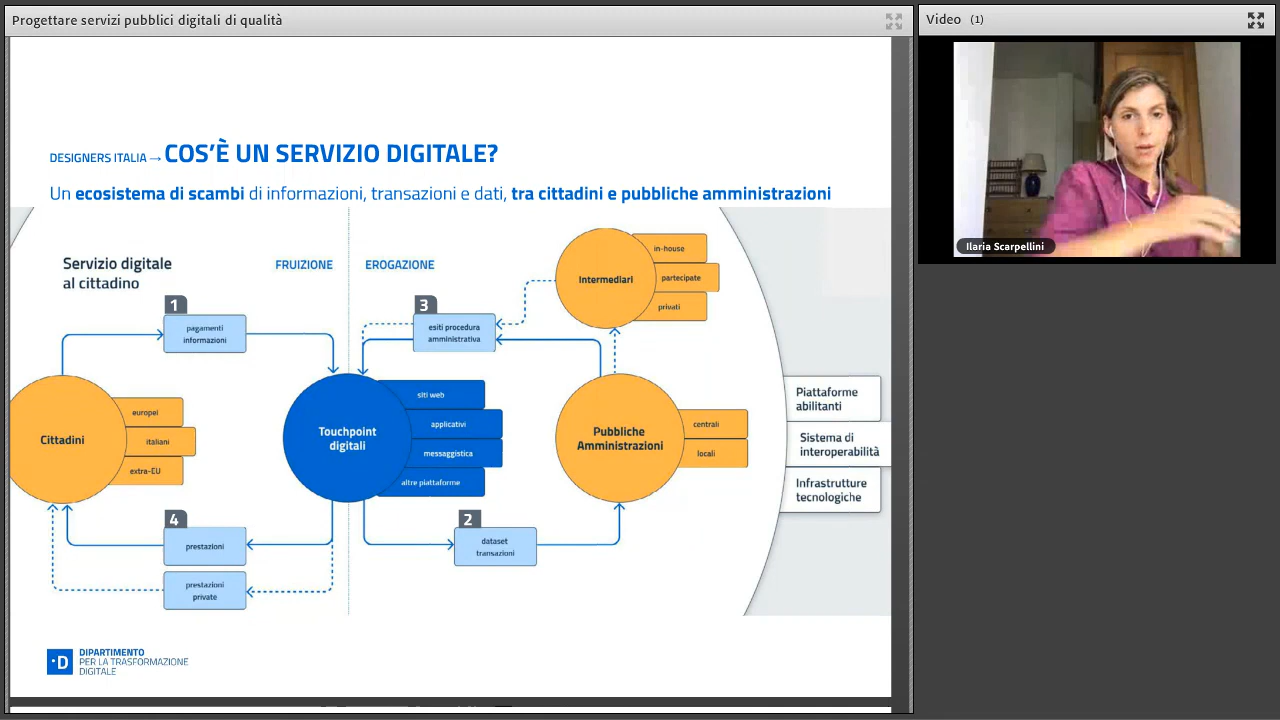 Progettare servizi pubblici digitali di qualità
Video (1)
Ilaria Scarpellini
DESIGNERS ITALIA → COS'È UN SERVIZIO DIGITALE?
Un ecosistema di scambi di informazioni, transazioni e dati, tra cittadini e pubbliche amministrazioni
Servizio digitale
al cittadino
FRUIZIONE
EROGAZIONE
1
pagamenti
informazioni
3
esiti procedura
amministrativa
Intermediari
in-house
partecipate
privati
Cittadini
europei
italiani
extra-EU
Touchpoint
digitali
siti web
applicativi
messaggistica
altre piattaforme
Pubbliche
Amministrazioni
centrali
locali
Piattaforme
abilitanti
Sistema di
interoperabilità
Infrastrutture
tecnologiche
4
prestazioni
prestazioni
private
2
dataset
transazioni
·D
DIPARTIMENTO
PER LA TRASFORMAZIONE
DIGITALE